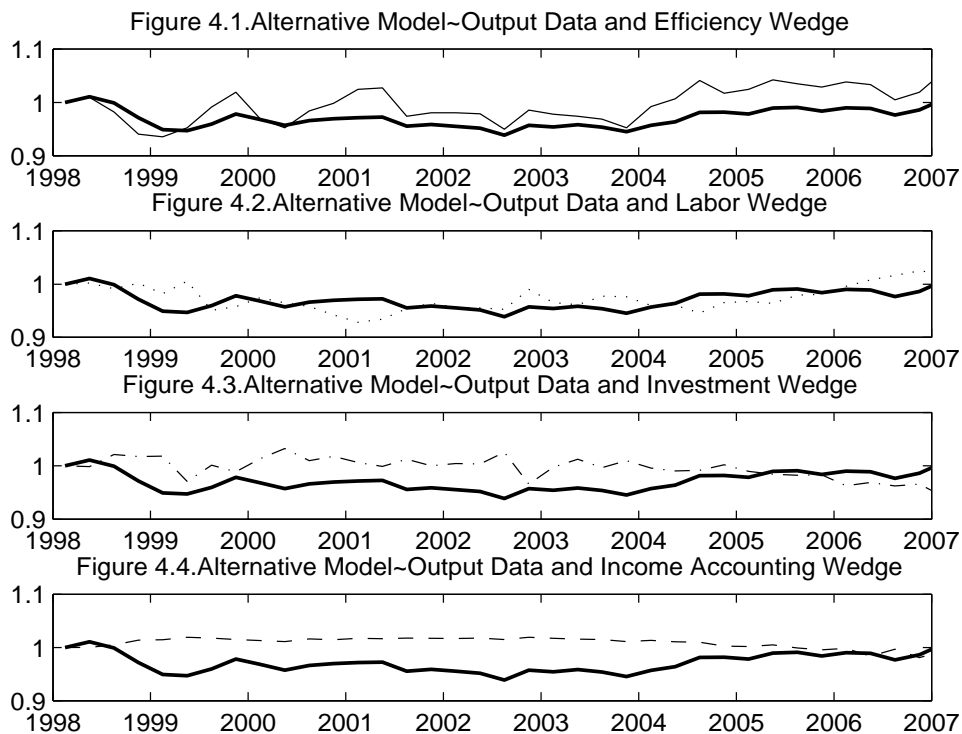 Figure 4.1.Alternative Model~Output Data and Efficiency Wedge
1.1
1
0.9
1998 1999 2000 2001 2002 2003 2004 2005 2006 2007
Figure 4.2.Alternative Model~Output Data and Labor Wedge
1.1
1
0.9
1998 1999 2000 2001 2002 2003 2004 2005 2006 2007
Figure 4.3.Alternative Model~Output Data and Investment Wedge
1.1
1
0.9
1998 1999 2000 2001 2002 2003 2004 2005 2006 2007
Figure 4.4.Alternative Model~Output Data and Income Accounting Wedge
1.1
1
0.9
1998 1999 2000 2001 2002 2003 2004 2005 2006 2007